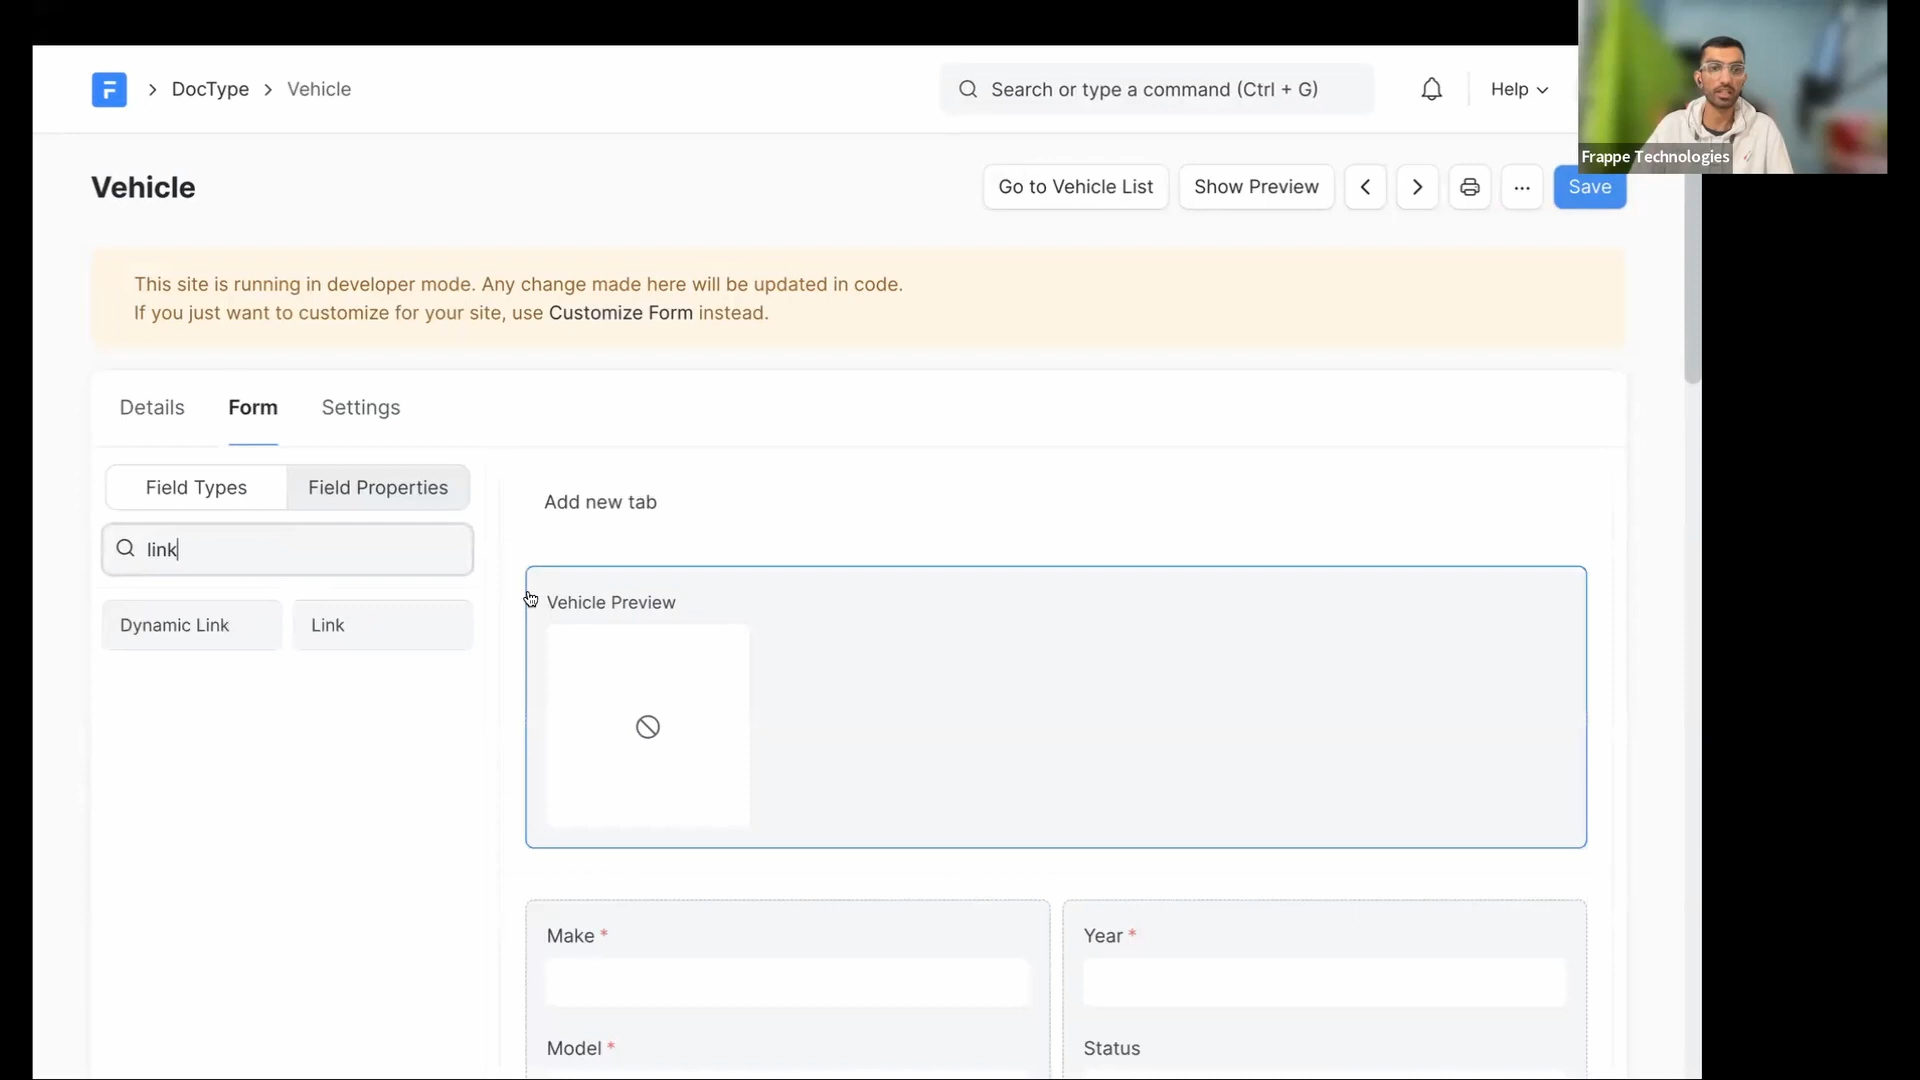 F
DocType
Vehicle
Search or type a command (Ctrl + G)
Help
Frappe Technologies
Vehicle
Go to Vehicle List
Show Preview
...
Save
This site is running in developer mode. Any change made here will be updated in code.
If you just want to customize for your site, use Customize Form instead.
Details
Form
Settings
Field Types
Field Properties
Add new tab
link
Vehicle Preview
Dynamic Link
Link
Make *
Year *
Model *
Status